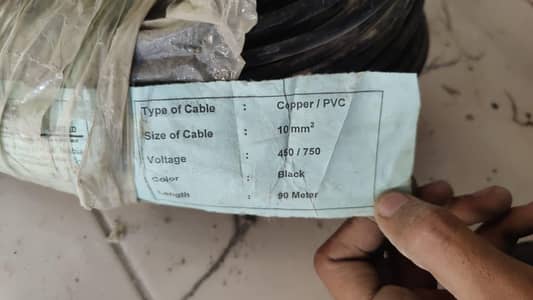 Type of Cable : Copper / PVC
Size of Cable : 10 mm²
Voltage : 450 / 750
Color : Black
Length : 90 Meter